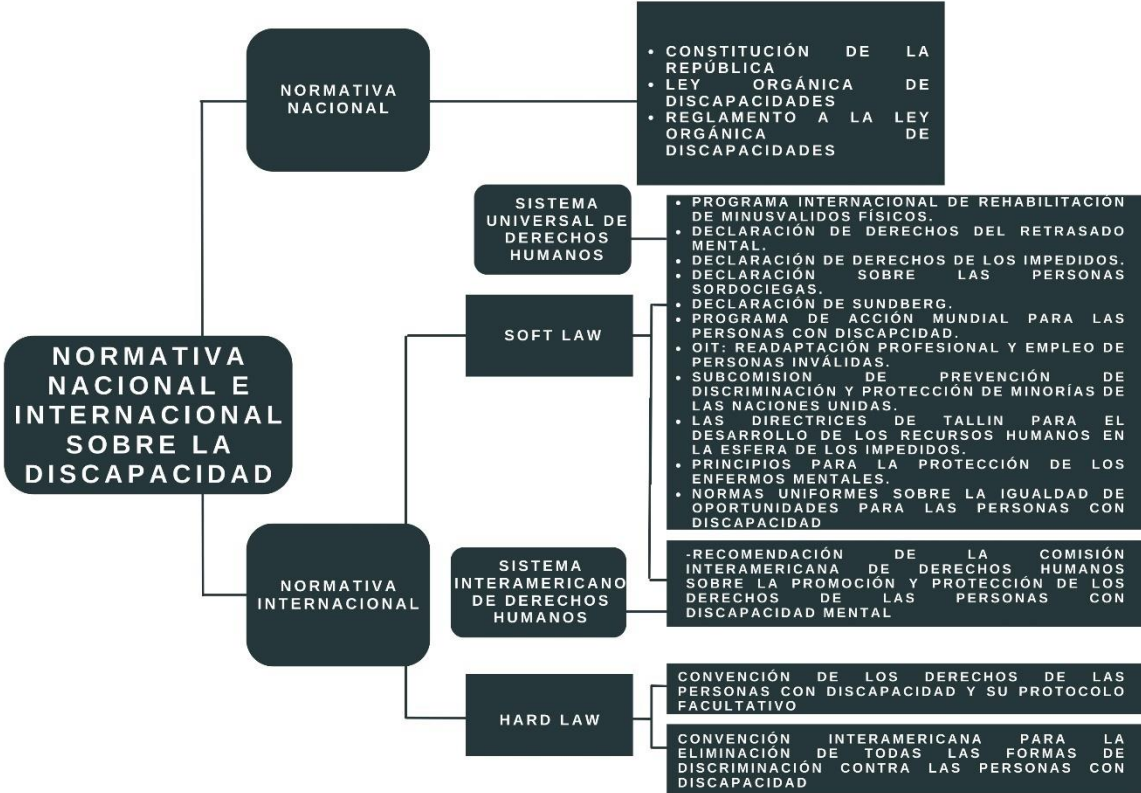 NORMATIVA
NACIONAL E
INTERNACIONAL
SOBRE LA
DISCAPACIDAD
NORMATIVA
NACIONAL
• CONSTITUCIÓN DE LA
REPÚBLICA
• LEY ORGÁNICA DE
DISCAPACIDADES
• REGLAMENTO A LA LEY
ORGÁNICA DE
DISCAPACIDADES
NORMATIVA
INTERNACIONAL
SOFT LAW
SISTEMA
UNIVERSAL DE
DERECHOS
HUMANOS
• PROGRAMA INTERNACIONAL DE REHABILITACIÓN
DE MINUSVALIDOS FÍSICOS.
• DECLARACIÓN DE DERECHOS DEL RETRASADO
MENTAL.
• DECLARACIÓN DE DERECHOS DE LOS IMPEDIDOS.
• DECLARACIÓN SOBRE LAS PERSONAS
SORDOCIEGAS.
• DECLARACIÓN DE SUNDBERG.
• PROGRAMA DE ACCIÓN MUNDIAL PARA LAS
PERSONAS CON DISCAPCIDAD.
• OIT: READAPTACIÓN PROFESIONAL Y EMPLEO DE
PERSONAS INVÁLIDAS.
• SUBCOMISION DE PREVENCIÓN DE
DISCRIMINACIÓN Y PROTECCIÓN DE MINORÍAS DE
LAS NACIONES UNIDAS.
• LAS DIRECTRICES DE TALLIN PARA EL
DESARROLLO DE LOS RECURSOS HUMANOS EN
LA ESFERA DE LOS IMPEDIDOS.
• PRINCIPIOS PARA LA PROTECCIÓN DE LOS
ENFERMOS MENTALES.
• NORMAS UNIFORMES SOBRE LA IGUALDAD DE
OPORTUNIDADES PARA LAS PERSONAS CON
DISCAPACIDAD
SISTEMA
INTERAMERICANO
DE DERECHOS
HUMANOS
-RECOMENDACIÓN DE LA COMISIÓN
INTERAMERICANA DE DERECHOS HUMANOS
SOBRE LA PROMOCIÓN Y PROTECCIÓN DE LOS
DERECHOS DE LAS PERSONAS CON
DISCAPACIDAD MENTAL
HARD LAW
CONVENCIÓN DE LOS DERECHOS DE LAS
PERSONAS CON DISCAPACIDAD Y SU PROTOCOLO
FACULTATIVO
CONVENCIÓN INTERAMERICANA PARA LA
ELIMINACIÓN DE TODAS LAS FORMAS DE
DISCRIMINACIÓN CONTRA LAS PERSONAS CON
DISCAPACIDAD